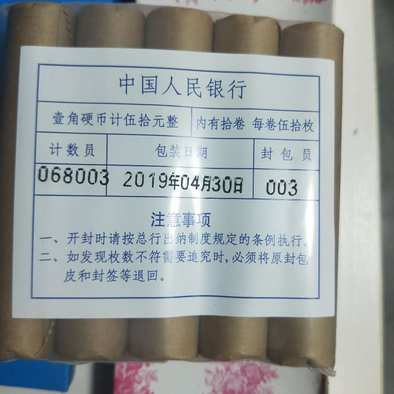 中国人民银行
壹角硬币计伍拾元整 内有拾卷 每卷伍拾枚
计数员 包装日期 封包员
068003 2019年04月30日 003
注意事项
一、开封时请按总行出纳制度规定的条例执行。
二、如发现枚数不符需要追究时,必须将原封包
皮和封签等退回。